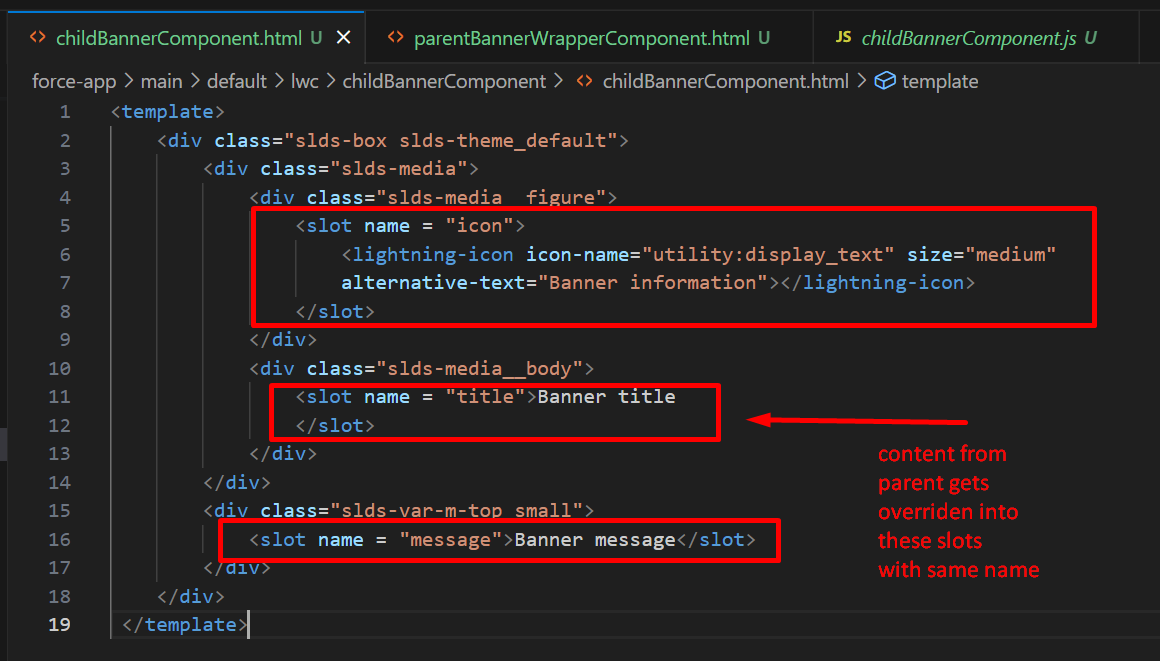 <> childBannerComponent.html U ✕ <> parentBannerWrapperComponent.html U JS childBannerComponent.js U
force-app > main > default > lwc > childBannerComponent > <> childBannerComponent.html > template
1 <template>
2 <div class="slds-box slds-theme_default">
3 <div class="slds-media">
4 <div class="slds-media__figure">
5 <slot name = "icon">
6 <lightning-icon icon-name="utility:display_text" size="medium"
7 alternative-text="Banner information"></lightning-icon>
8 </slot>
9 </div>
10 <div class="slds-media__body">
11 <slot name = "title">Banner title
12 </slot>
13 </div>
14 </div>
15 <div class="slds-var-m-top_small">
16 <slot name = "message">Banner message</slot>
17 </div>
18 </div>
19 </template>
content from
parent gets
overriden into
these slots
with same name